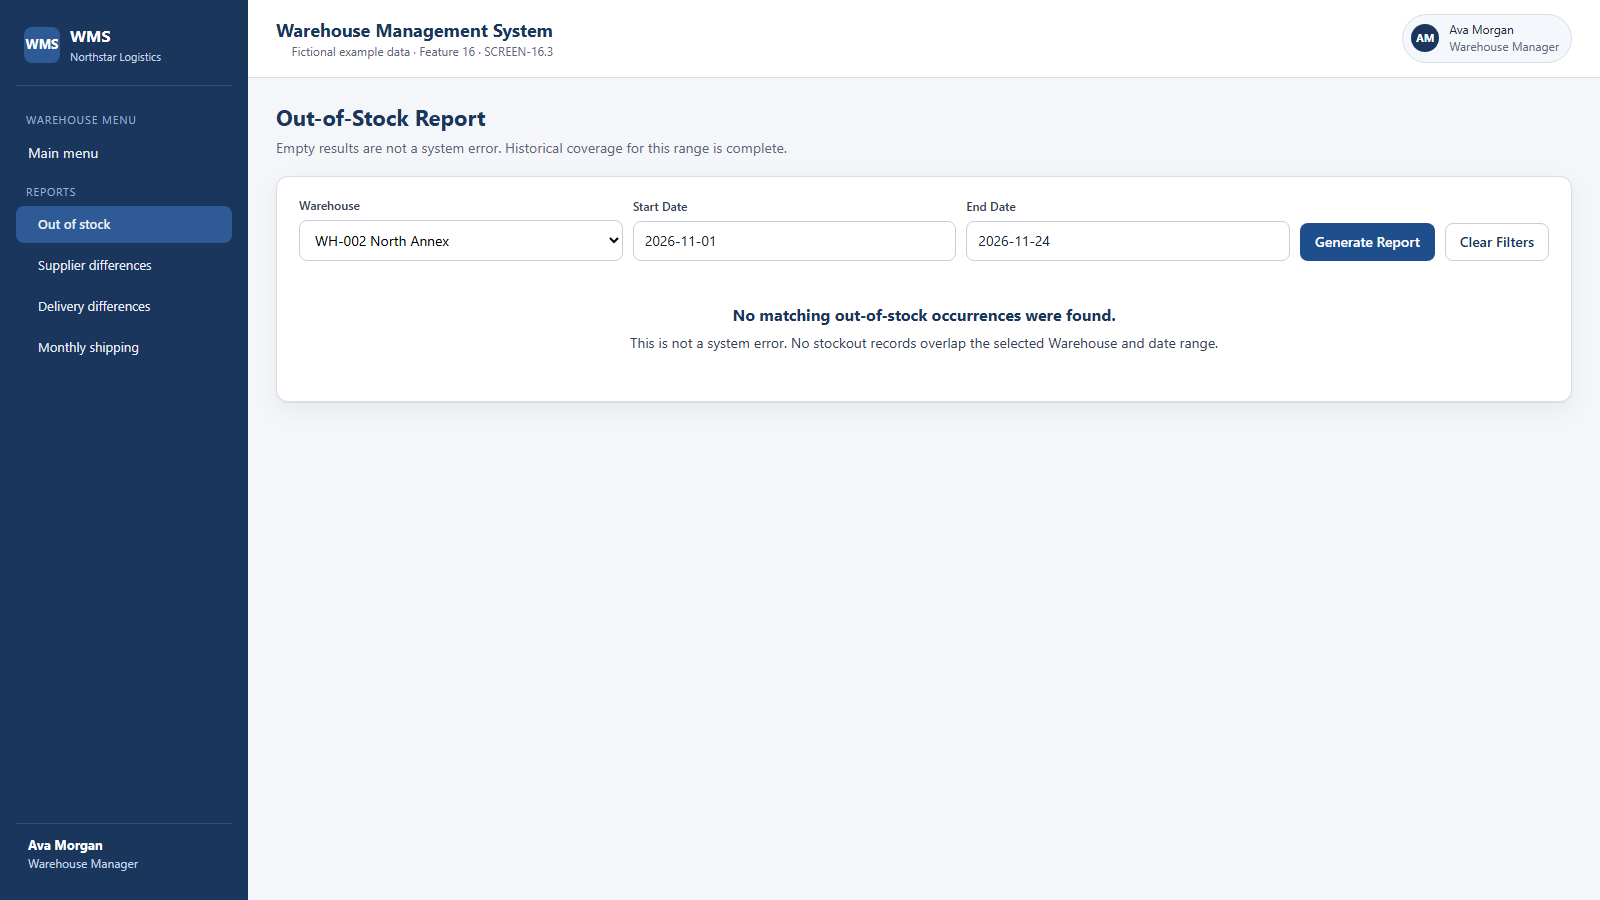 WMS
WMS
Northstar Logistics
WAREHOUSE MENU
Main menu
REPORTS
Out of stock
Supplier differences
Delivery differences
Monthly shipping
Ava Morgan
Warehouse Manager
Warehouse Management System
Fictional example data · Feature 16 · SCREEN-16.3
AM
Ava Morgan
Warehouse Manager
Out-of-Stock Report
Empty results are not a system error. Historical coverage for this range is complete.
Warehouse
Start Date
End Date
WH-002 North Annex
2026-11-01
2026-11-24
Generate Report
Clear Filters
No matching out-of-stock occurrences were found.
This is not a system error. No stockout records overlap the selected Warehouse and date range.